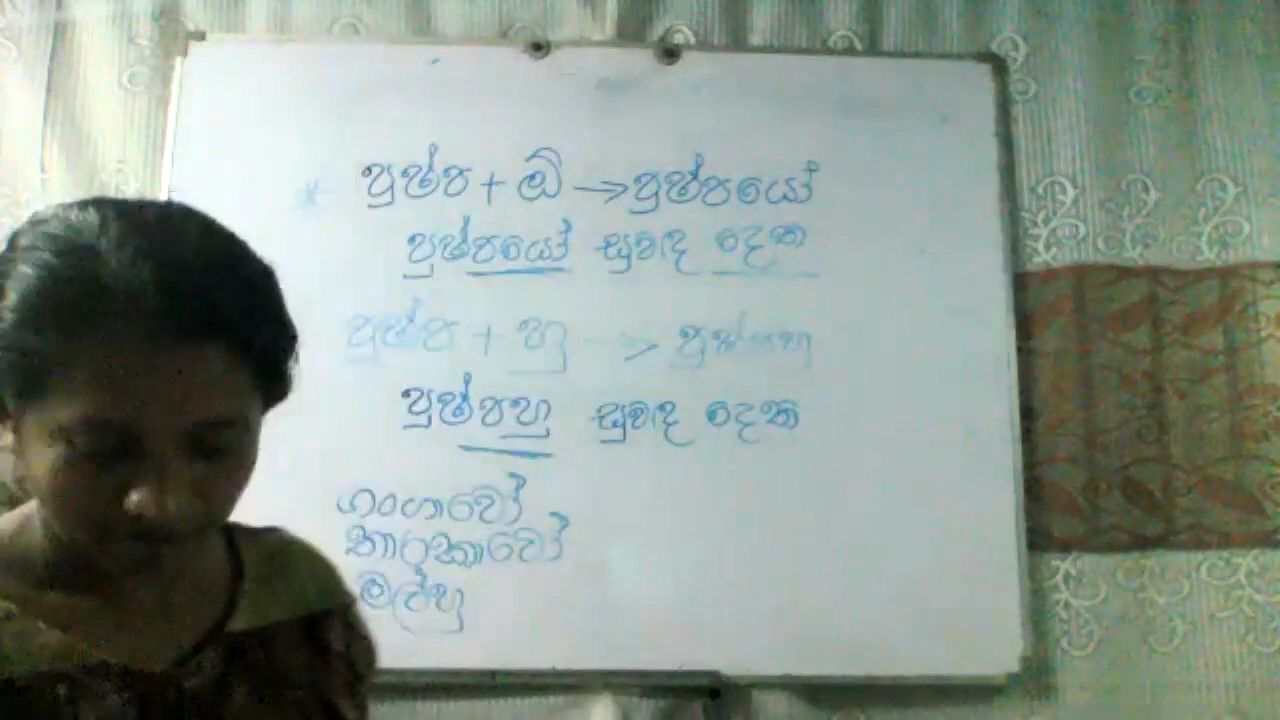 * පුෂ්ප + ඕ → පුෂ්පයෝ
පුෂ්පයෝ සුවඳ දෙත
පුෂ්ප + හු → පුෂ්පහු
පුෂ්පහු සුවඳ දෙති
ගංගාවෝ
තාරකාවෝ
මල්හු